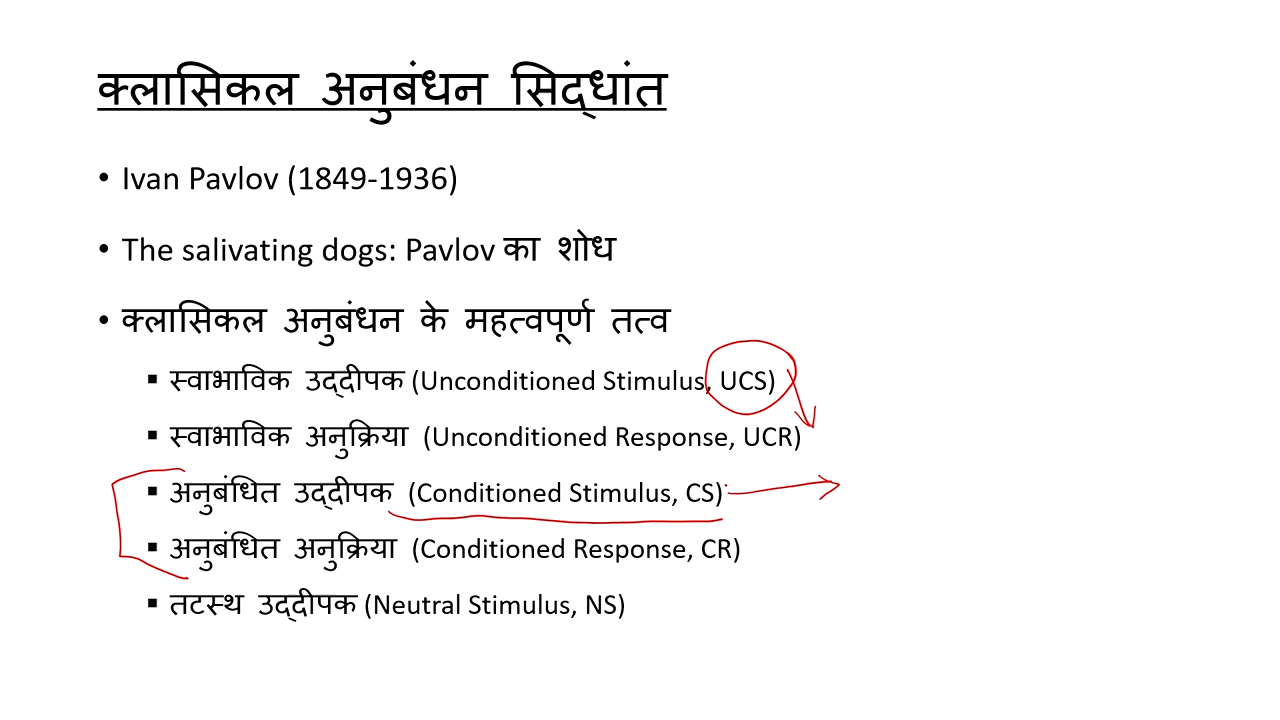 क्लासिकल अनुबंधन सिद्धांत
• Ivan Pavlov (1849-1936)
• The salivating dogs: Pavlov का शोध
• क्लासिकल अनुबंधन के महत्वपूर्ण तत्व
▪ स्वाभाविक उद्दीपक (Unconditioned Stimulus, UCS)
▪ स्वाभाविक अनुक्रिया (Unconditioned Response, UCR)
▪ अनुबंधित उद्दीपक (Conditioned Stimulus, CS)
▪ अनुबंधित अनुक्रिया (Conditioned Response, CR)
▪ तटस्थ उद्दीपक (Neutral Stimulus, NS)